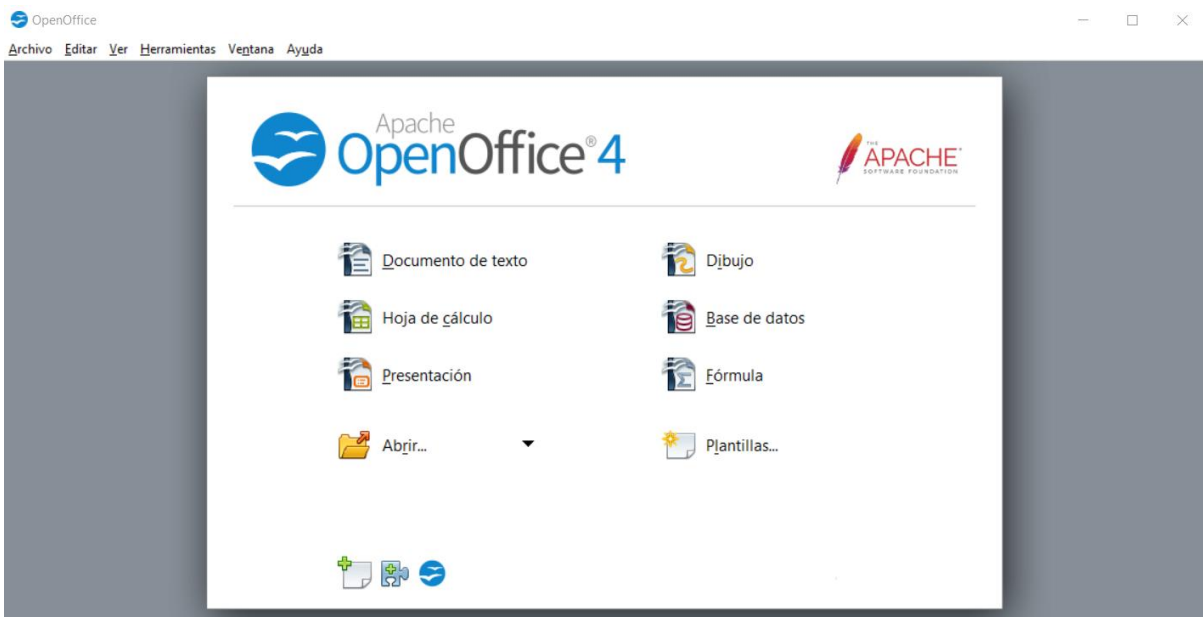 OpenOffice
Archivo Editar Ver Herramientas Ventana Ayuda
Apache
OpenOffice® 4
THE
APACHE™
SOFTWARE FOUNDATION
Documento de texto
Dibujo
Hoja de cálculo
Base de datos
Presentación
Fórmula
Abrir...
Plantillas...